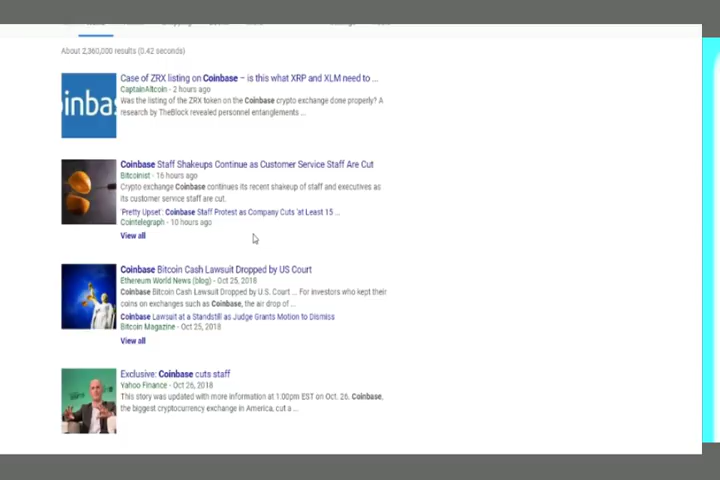 About 2,360,000 results (0.42 seconds)
Case of ZRX listing on Coinbase – is this what XRP and XLM need to ...
CaptainAltcoin - 2 hours ago
Was the listing of the ZRX token on the Coinbase crypto exchange done properly? A
research by TheBlock revealed personnel entanglements ...
oinbas
Coinbase Staff Shakeups Continue as Customer Service Staff Are Cut
Bitcoinist - 16 hours ago
Crypto exchange Coinbase continues its recent shakeup of staff and executives as
its customer service staff are cut.
'Pretty Upset': Coinbase Staff Protest as Company Cuts 'at Least 15 ...
Cointelegraph - 10 hours ago
View all
Coinbase Bitcoin Cash Lawsuit Dropped by US Court
Ethereum World News (blog) - Oct 25, 2018
Coinbase Bitcoin Cash Lawsuit Dropped by U.S. Court ... For investors who kept their
coins on exchanges such as Coinbase, the air drop of ...
Coinbase Lawsuit at a Standstill as Judge Grants Motion to Dismiss
Bitcoin Magazine - Oct 25, 2018
View all
Exclusive: Coinbase cuts staff
Yahoo Finance - Oct 26, 2018
This story was updated with more information at 1:00pm EST on Oct. 26. Coinbase,
the biggest cryptocurrency exchange in America, cut a ...